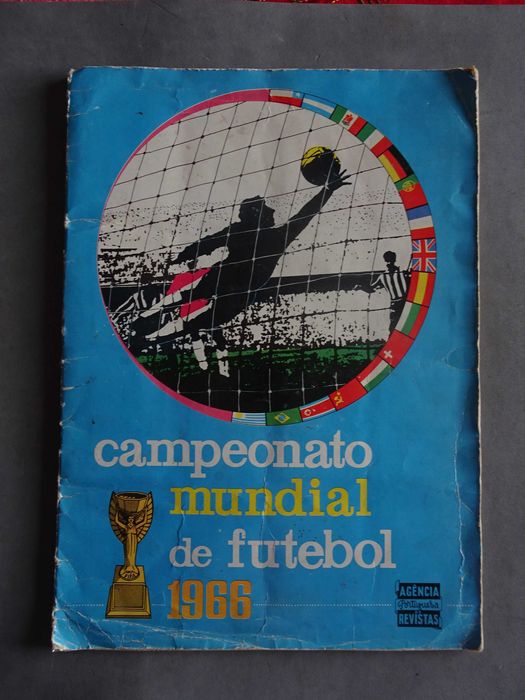 campeonato
mundial
de futebol
1966
AGÊNCIA
Portuguesa
REVISTAS